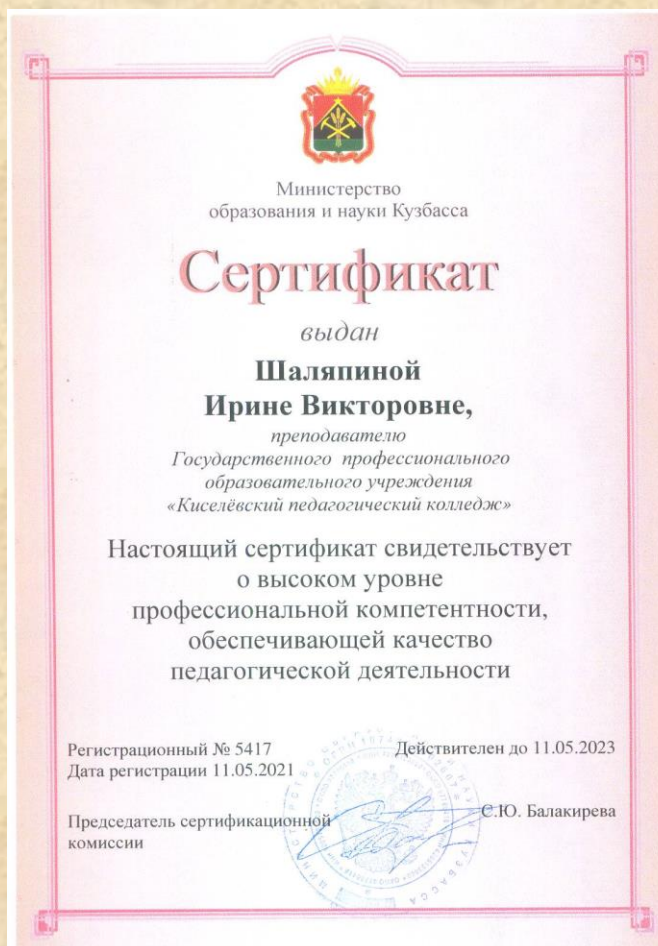 Министерство
образования и науки Кузбасса
Сертификат
выдан
Шаляпиной
Ирине Викторовне,
преподавателю
Государственного профессионального
образовательного учреждения
«Киселёвский педагогический колледж»
Настоящий сертификат свидетельствует
о высоком уровне
профессиональной компетентности,
обеспечивающей качество
педагогической деятельности
Регистрационный № 5417
Действителен до 11.05.2023
Дата регистрации 11.05.2021
Председатель сертификационной
комиссии
С.Ю. Балакирева